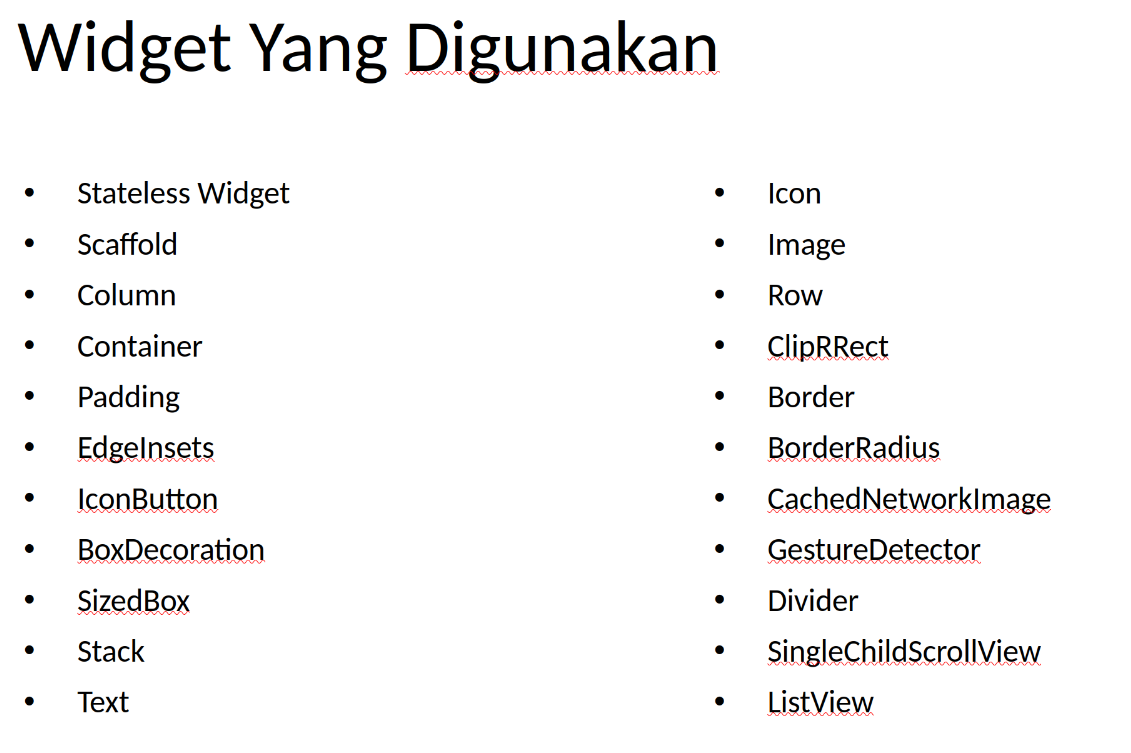 Widget Yang Digunakan
• Stateless Widget
• Scaffold
• Column
• Container
• Padding
• EdgeInsets
• IconButton
• BoxDecoration
• SizedBox
• Stack
• Text
• Icon
• Image
• Row
• ClipRRect
• Border
• BorderRadius
• CachedNetworkImage
• GestureDetector
• Divider
• SingleChildScrollView
• ListView